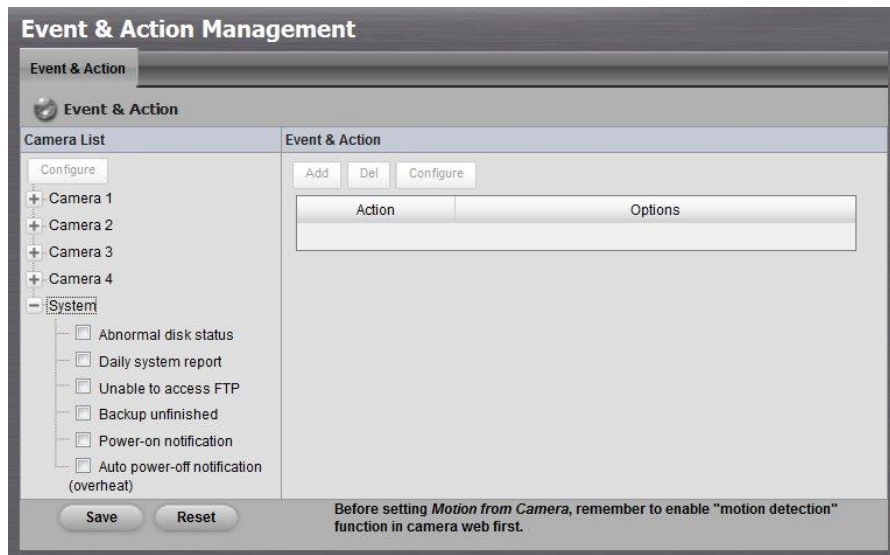 Event & Action Management
Event & Action
Event & Action
Camera List
Configure
Camera 1
Camera 2
Camera 3
Camera 4
System
Abnormal disk status
Daily system report
Unable to access FTP
Backup unfinished
Power-on notification
Auto power-off notification
(overheat)
Event & Action
Add Del Configure
Action Options
Save Reset
Before setting Motion from Camera, remember to enable "motion detection"
function in camera web first.